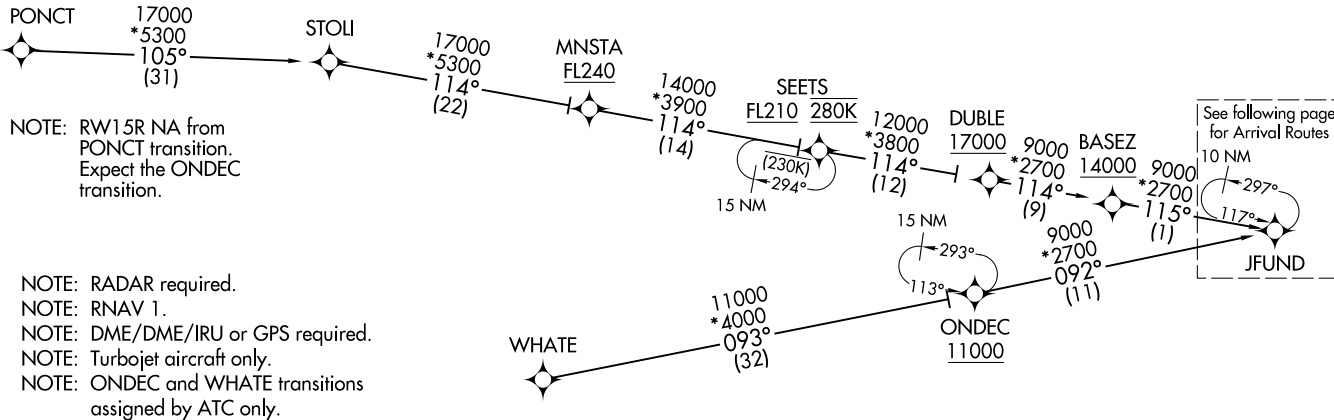 PONCT
17000
*5300
105°
(31)
STOLI
17000
*5300
114°
(22)
MNSTA
FL240
14000
*3900
114°
(14)
SEETS
FL210 280K
(230K)
294°
15 NM
12000
*3800
114°
(12)
DUBLE
17000
9000
*2700
114°
(9)
BASEZ
14000
9000
*2700
115°
(1)
See following page
for Arrival Routes
10 NM
297°
117°
JFUND
NOTE: RW15R NA from
PONCT transition.
Expect the ONDEC
transition.
15 NM
293°
113°
ONDEC
11000
9000
*2700
092°
(11)
11000
*4000
093°
(32)
WHATE
NOTE: RADAR required.
NOTE: RNAV 1.
NOTE: DME/DME/IRU or GPS required.
NOTE: Turbojet aircraft only.
NOTE: ONDEC and WHATE transitions
assigned by ATC only.